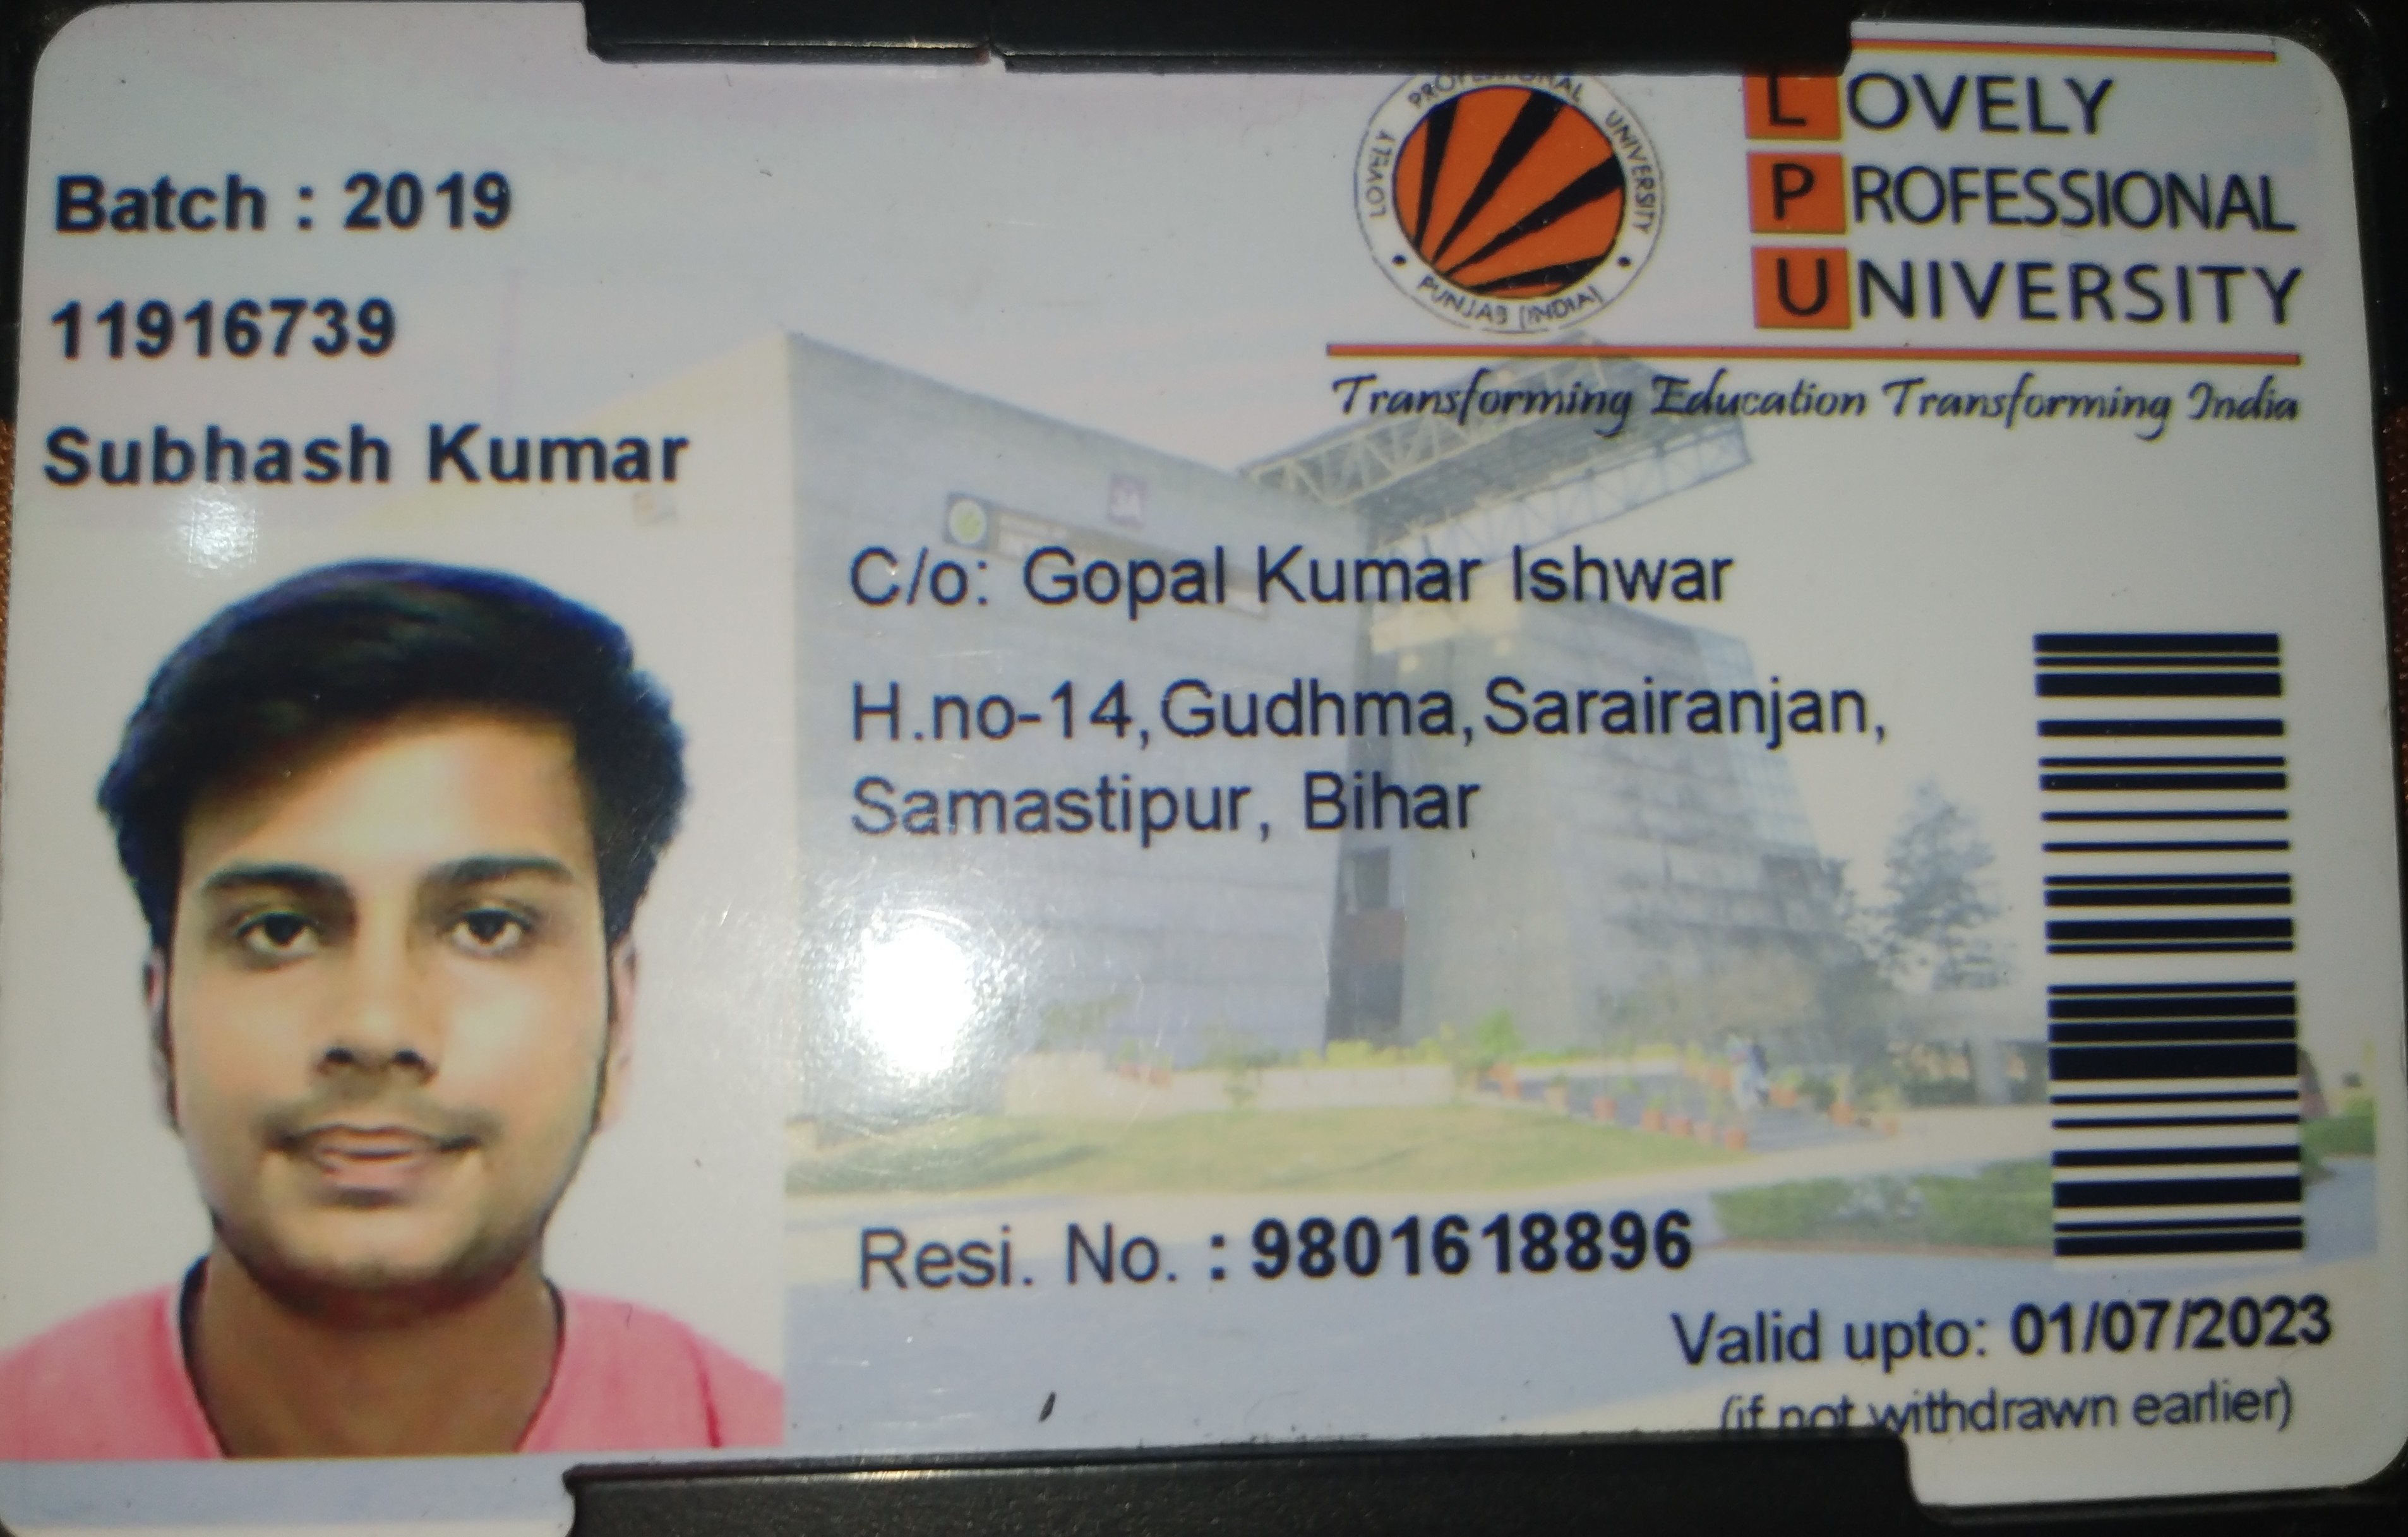 Batch : 2019
11916739
Subhash Kumar
LOVELY PROFESSIONAL UNIVERSITY
PUNJAB (INDIA)
LOVELY
PROFESSIONAL
UNIVERSITY
Transforming Education Transforming India
3A
C/o: Gopal Kumar Ishwar
H.no-14,Gudhma,Sarairanjan,
Samastipur, Bihar
Resi. No. : 9801618896
Valid upto: 01/07/2023
(if not withdrawn earlier)